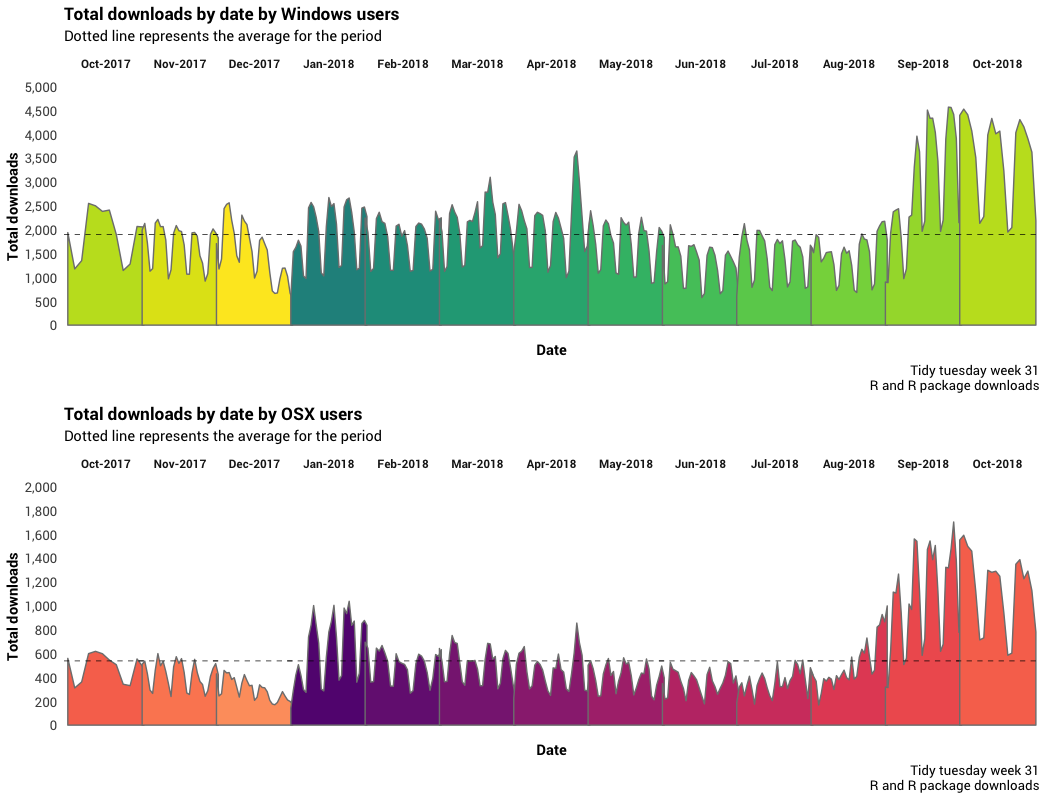 Total downloads by date by Windows users
Dotted line represents the average for the period
Oct-2017 Nov-2017 Dec-2017 Jan-2018 Feb-2018 Mar-2018 Apr-2018 May-2018 Jun-2018 Jul-2018 Aug-2018 Sep-2018 Oct-2018
5,000
4,500
4,000
3,500
3,000
2,500
2,000
1,500
1,000
500
0
Total downloads
Date
Tidy tuesday week 31
R and R package downloads
Total downloads by date by OSX users
Dotted line represents the average for the period
Oct-2017 Nov-2017 Dec-2017 Jan-2018 Feb-2018 Mar-2018 Apr-2018 May-2018 Jun-2018 Jul-2018 Aug-2018 Sep-2018 Oct-2018
2,000
1,800
1,600
1,400
1,200
1,000
800
600
400
200
0
Total downloads
Date
Tidy tuesday week 31
R and R package downloads